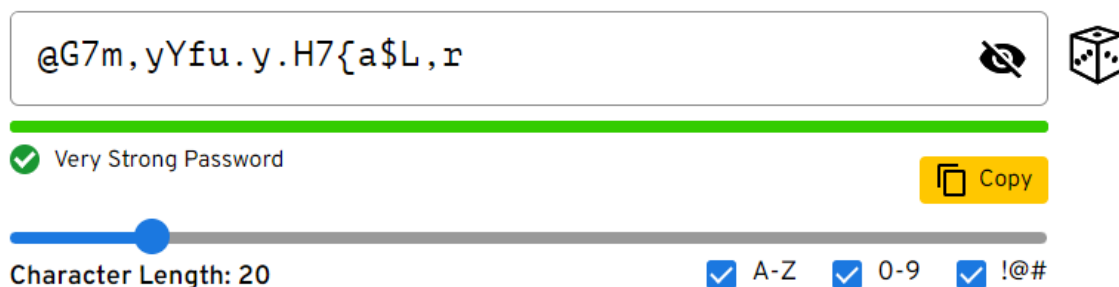 @G7m,yYfu.y.H7{a$L,r
Very Strong Password
Copy
Character Length: 20
A-Z
0-9
!@#